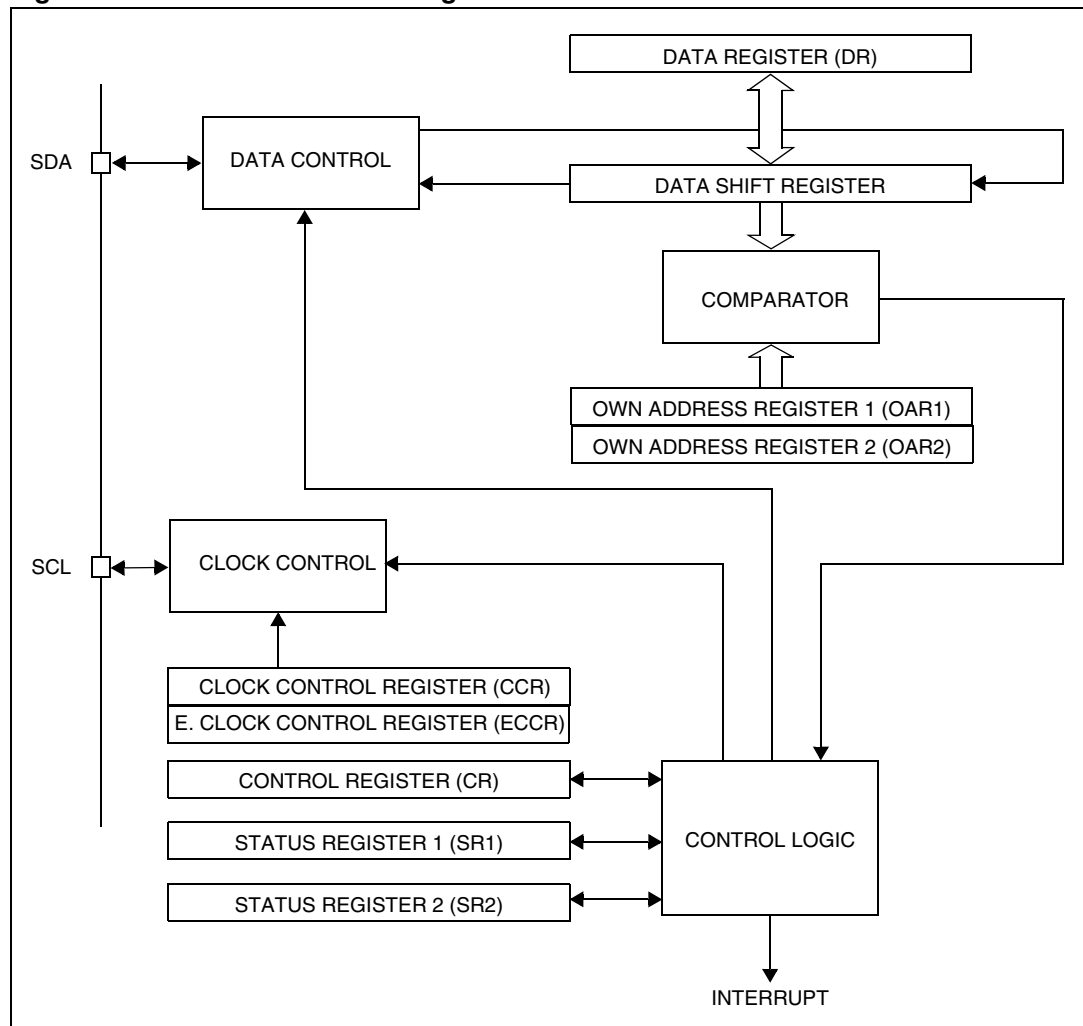 DATA REGISTER (DR)
SDA
DATA CONTROL
DATA SHIFT REGISTER
COMPARATOR
OWN ADDRESS REGISTER 1 (OAR1)
OWN ADDRESS REGISTER 2 (OAR2)
SCL
CLOCK CONTROL
CLOCK CONTROL REGISTER (CCR)
E. CLOCK CONTROL REGISTER (ECCR)
CONTROL REGISTER (CR)
STATUS REGISTER 1 (SR1)
CONTROL LOGIC
STATUS REGISTER 2 (SR2)
INTERRUPT